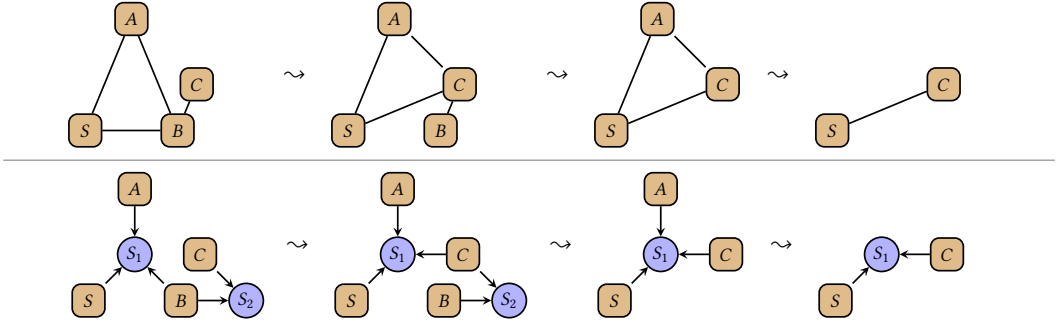 A A A
⤳ ⤳ ⤳
C C C C
S B S B S S
A A A
⤳ ⤳ ⤳
S₁ C S₁ C S₁ C S₁ C
S B S₂ S B S₂ S S